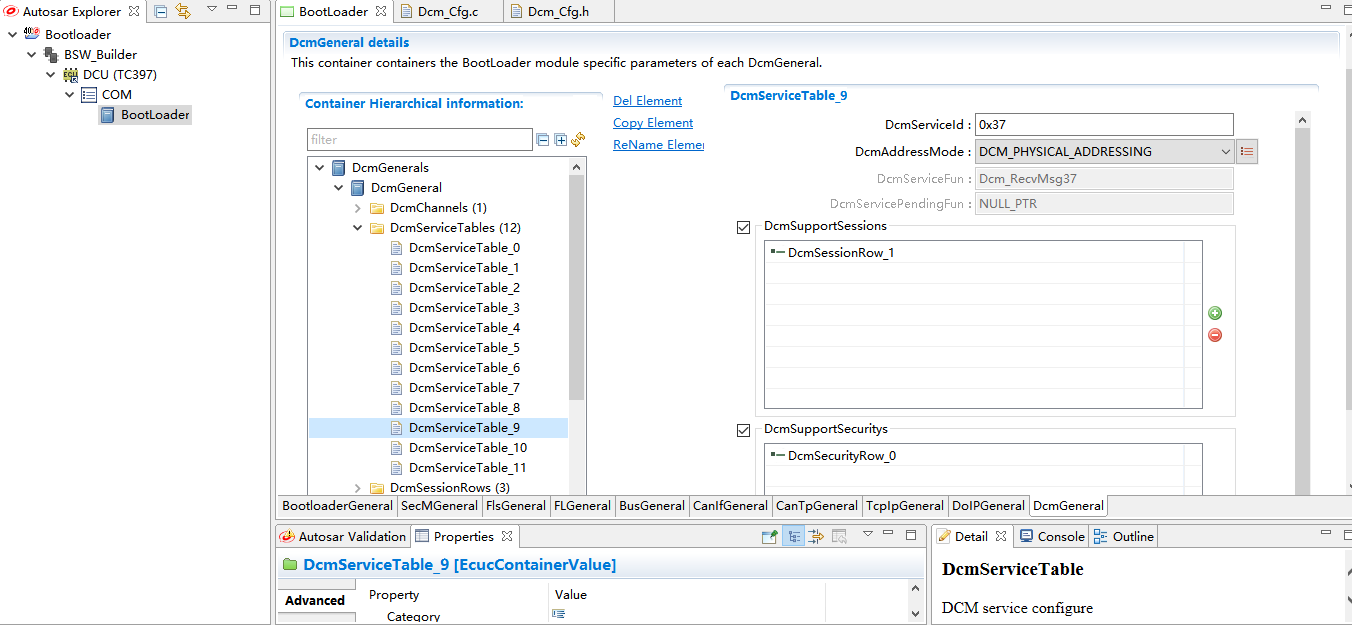 Autosar Explorer
Bootloader
BSW_Builder
DCU (TC397)
COM
BootLoader
BootLoader
Dcm_Cfg.c
Dcm_Cfg.h
DcmGeneral details
This container containers the BootLoader module specific parameters of each DcmGeneral.
Container Hierarchical information:
filter
DcmGenerals
DcmGeneral
DcmChannels (1)
DcmServiceTables (12)
DcmServiceTable_0
DcmServiceTable_1
DcmServiceTable_2
DcmServiceTable_3
DcmServiceTable_4
DcmServiceTable_5
DcmServiceTable_6
DcmServiceTable_7
DcmServiceTable_8
DcmServiceTable_9
DcmServiceTable_10
DcmServiceTable_11
DcmSessionRows (3)
Del Element
Copy Element
ReName Elemer
DcmServiceTable_9
DcmServiceId : 0x37
DcmAddressMode : DCM_PHYSICAL_ADDRESSING
DcmServiceFun : Dcm_RecvMsg37
DcmServicePendingFun : NULL_PTR
DcmSupportSessions
DcmSessionRow_1
DcmSupportSecuritys
DcmSecurityRow_0
BootloaderGeneral SecMGeneral FlsGeneral FLGeneral BusGeneral CanIfGeneral CanTpGeneral TcpIpGeneral DoIPGeneral DcmGeneral
Autosar Validation
Properties
DcmServiceTable_9 [EcucContainerValue]
Advanced
Property
Value
Category
Detail
Console
Outline
DcmServiceTable
DCM service configure